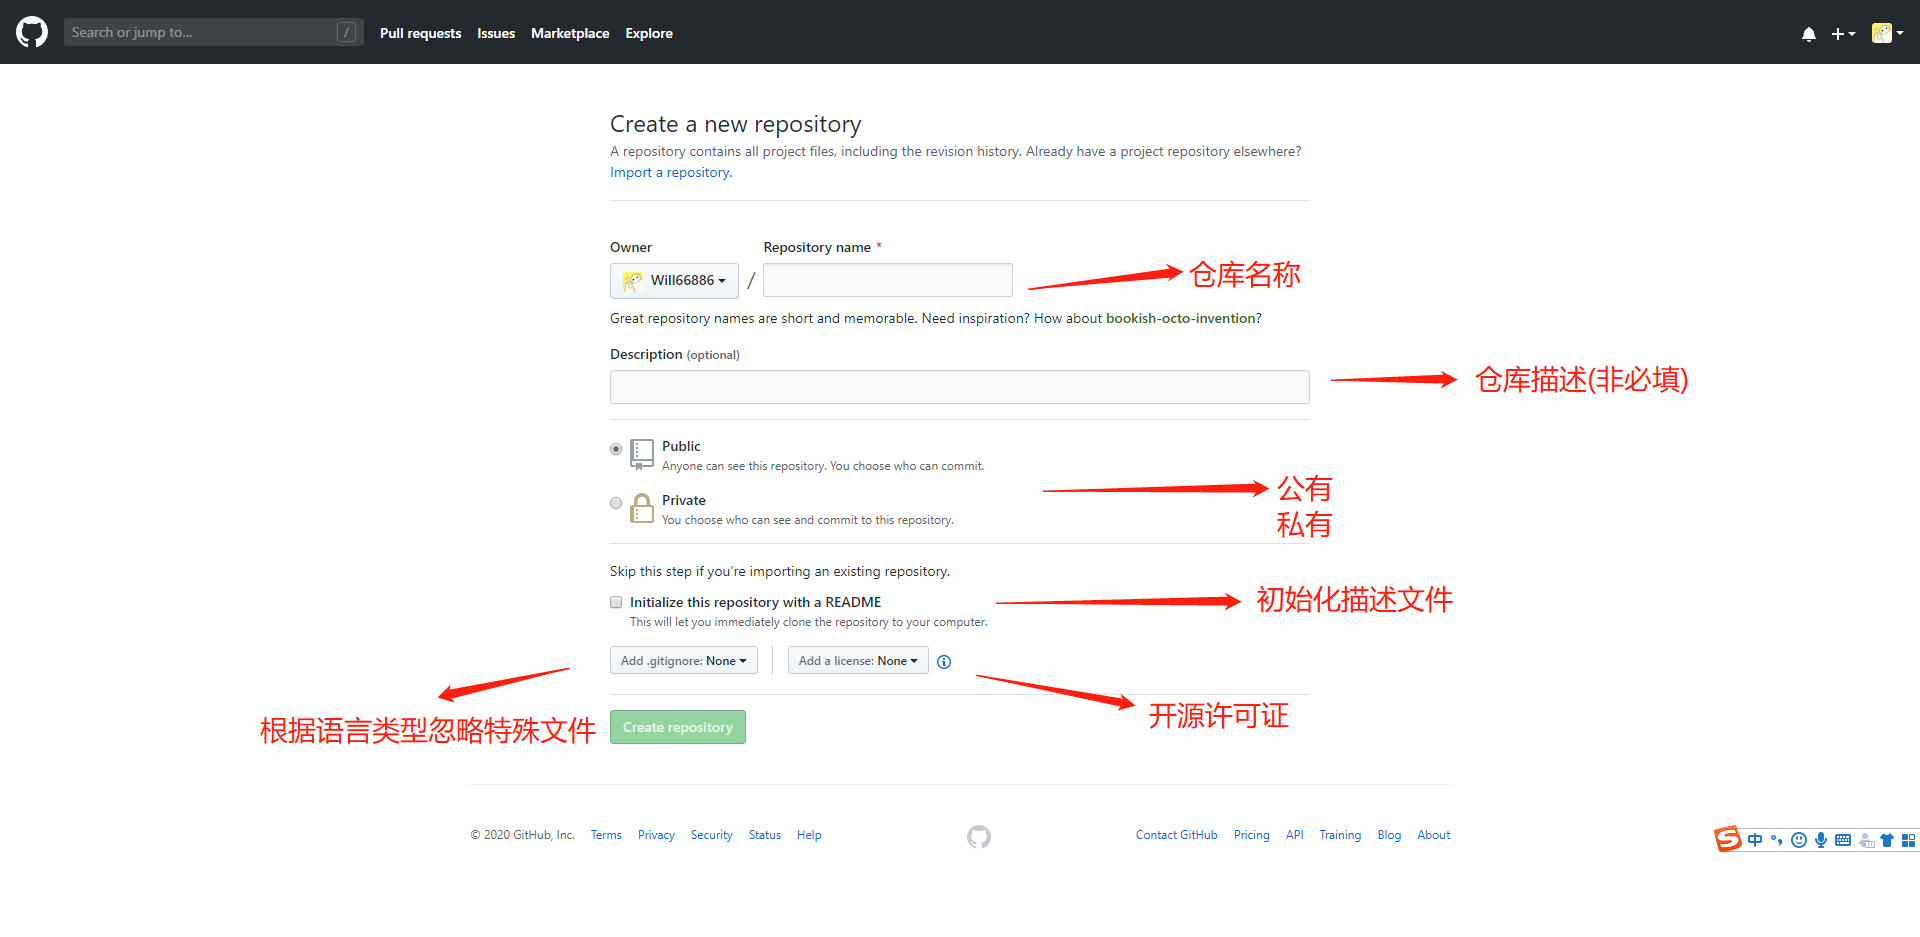 Search or jump to...
/
Pull requests
Issues
Marketplace
Explore
Create a new repository
A repository contains all project files, including the revision history. Already have a project repository elsewhere?
Import a repository.
Owner
Repository name *
Will66886
/
仓库名称
Great repository names are short and memorable. Need inspiration? How about bookish-octo-invention?
Description (optional)
仓库描述(非必填)
Public
Anyone can see this repository. You choose who can commit.
Private
You choose who can see and commit to this repository.
公有
私有
Skip this step if you're importing an existing repository.
Initialize this repository with a README
This will let you immediately clone the repository to your computer.
初始化描述文件
Add .gitignore: None
Add a license: None
根据语言类型忽略特殊文件
开源许可证
Create repository
© 2020 GitHub, Inc.
Terms
Privacy
Security
Status
Help
Contact GitHub
Pricing
API
Training
Blog
About
S
中